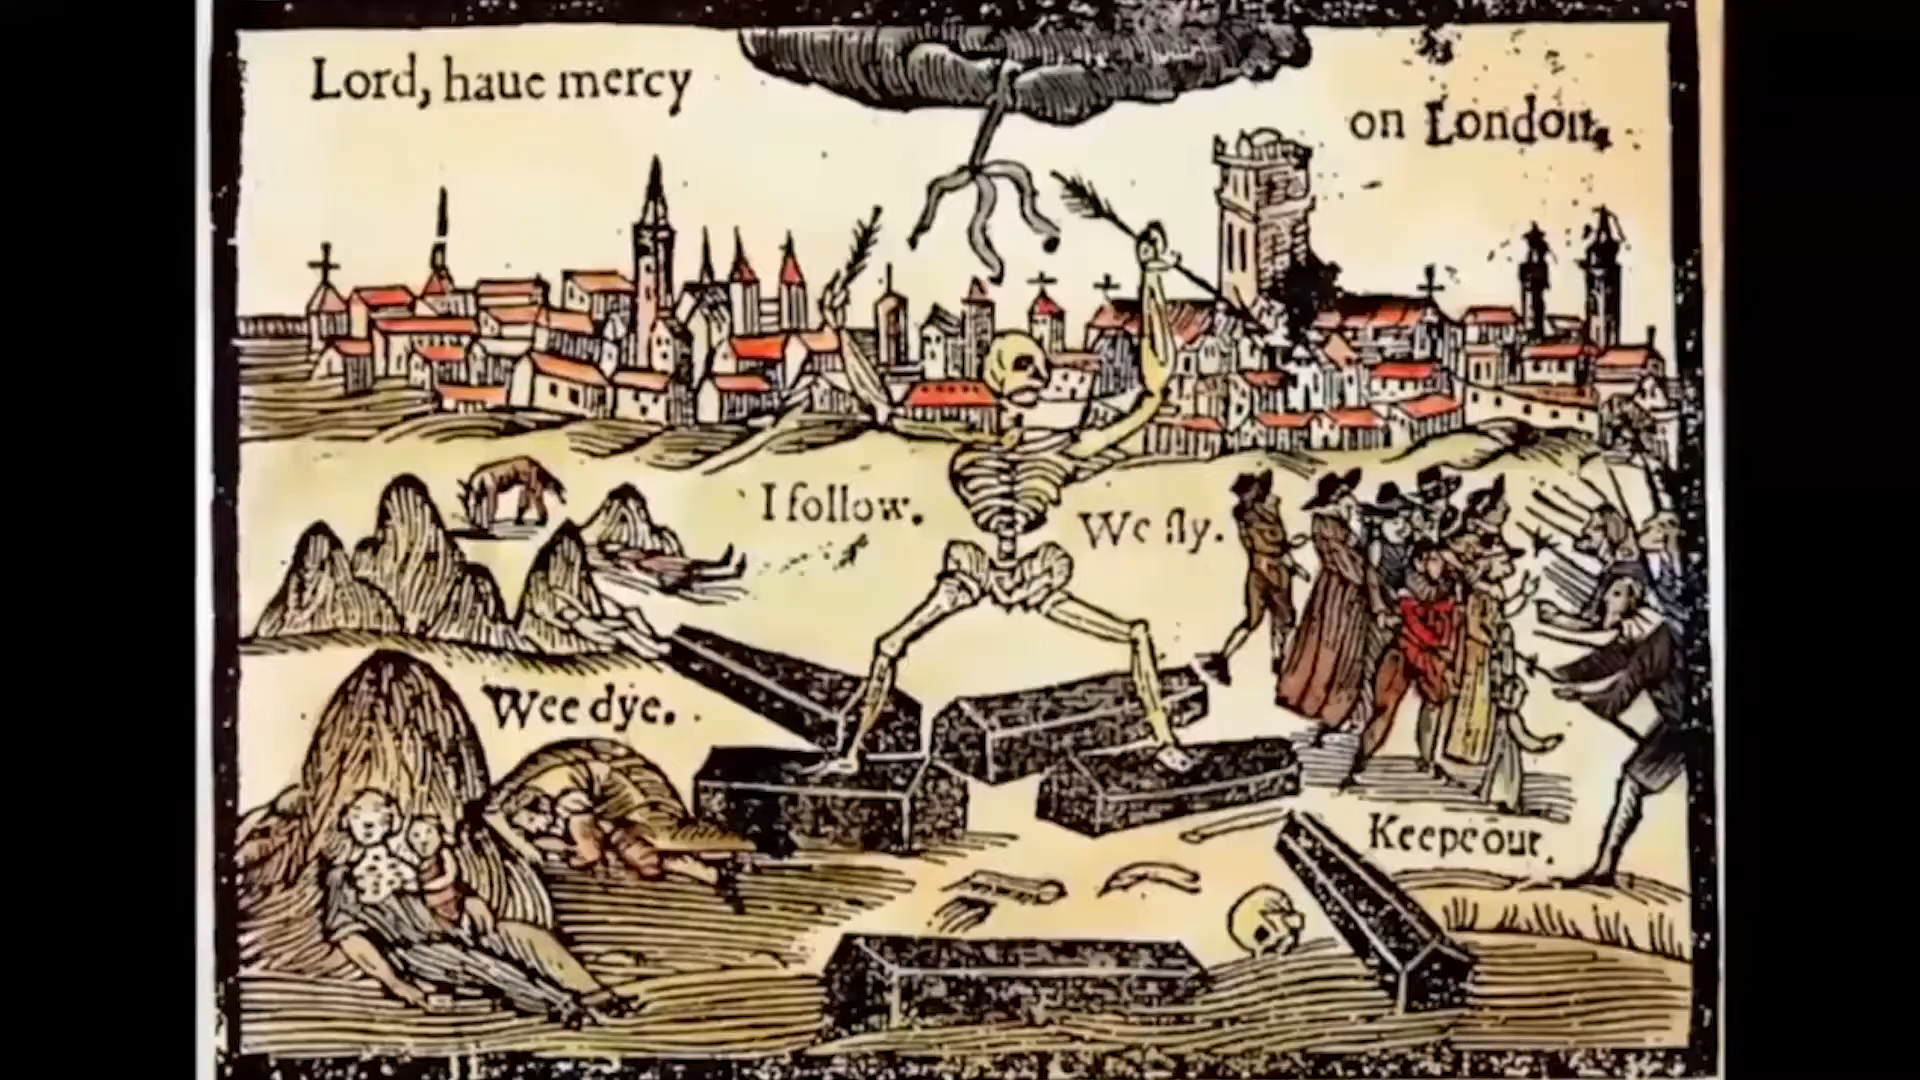 Lord, haue mercy
on London.
I follow.
We fly.
Wee dye.
Keepe out.